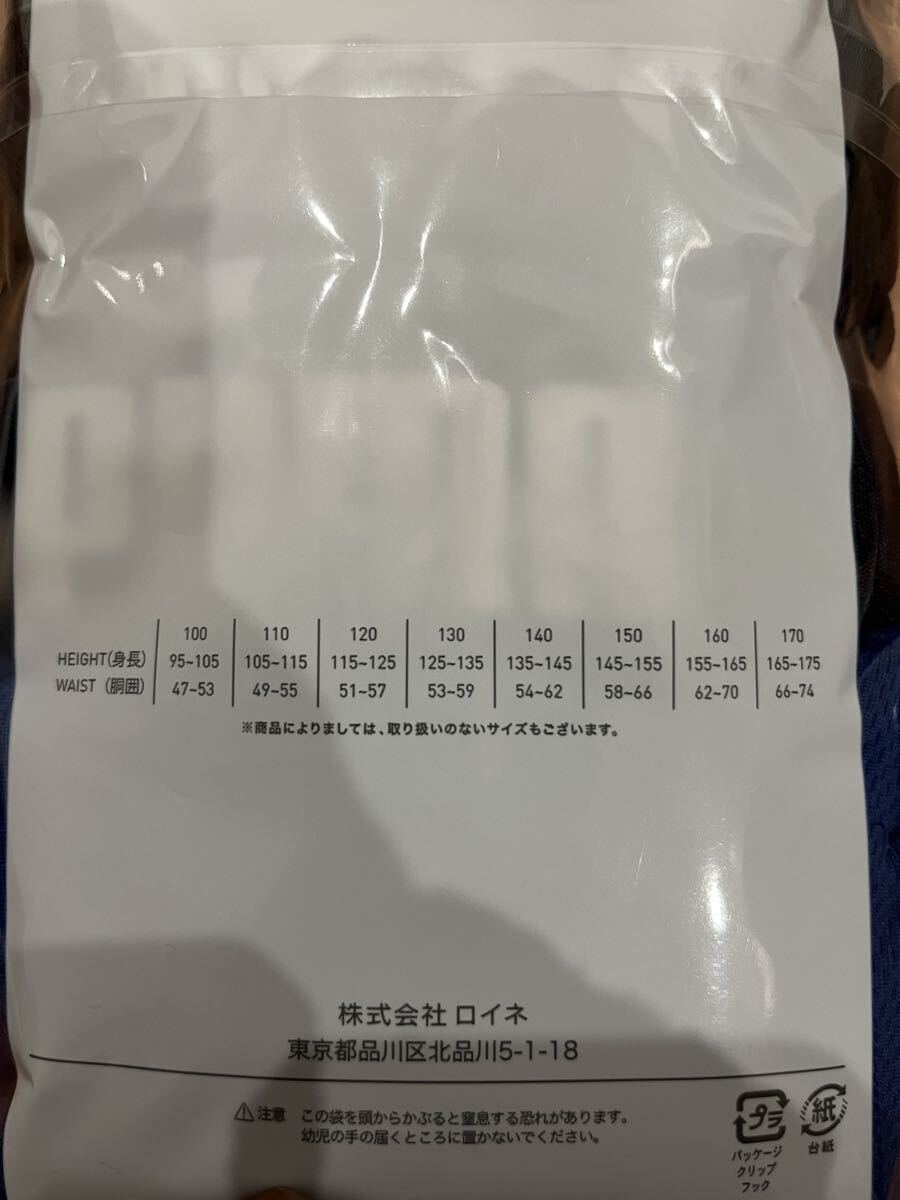 100 110 120 130 140 150 160 170
HEIGHT(身長) 95~105 105~115 115~125 125~135 135~145 145~155 155~165 165~175
WAIST (胴囲) 47~53 49~55 51~57 53~59 54~62 58~66 62~70 66~74
※商品によりましては、取り扱いのないサイズもございます。
株式会社 ロイネ
東京都品川区北品川5-1-18
注意 この袋を頭からかぶると窒息する恐れがあります。
幼児の手の届くところに置かないでください。
プラ
パッケージ
クリップ
フック
紙
台紙